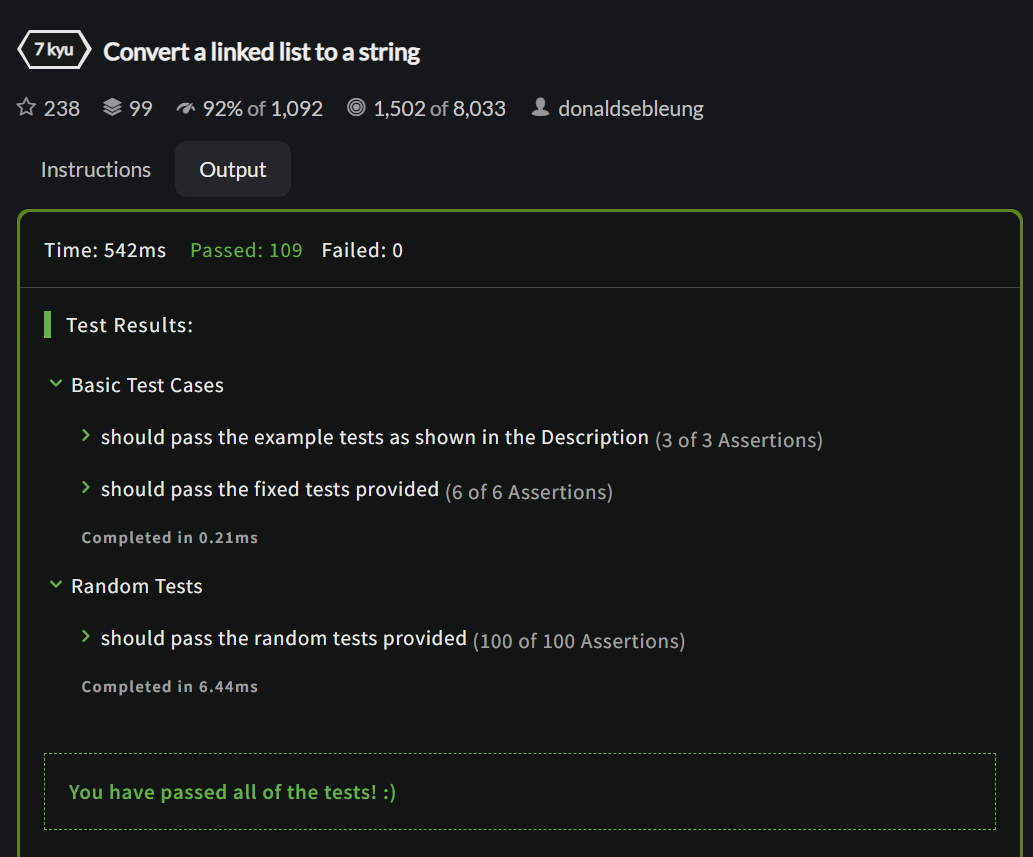 7 kyu Convert a linked list to a string
238 99 92% of 1,092 1,502 of 8,033 donaldsebleung
Instructions Output
Time: 542ms Passed: 109 Failed: 0
Test Results:
Basic Test Cases
should pass the example tests as shown in the Description (3 of 3 Assertions)
should pass the fixed tests provided (6 of 6 Assertions)
Completed in 0.21ms
Random Tests
should pass the random tests provided (100 of 100 Assertions)
Completed in 6.44ms
You have passed all of the tests! :)